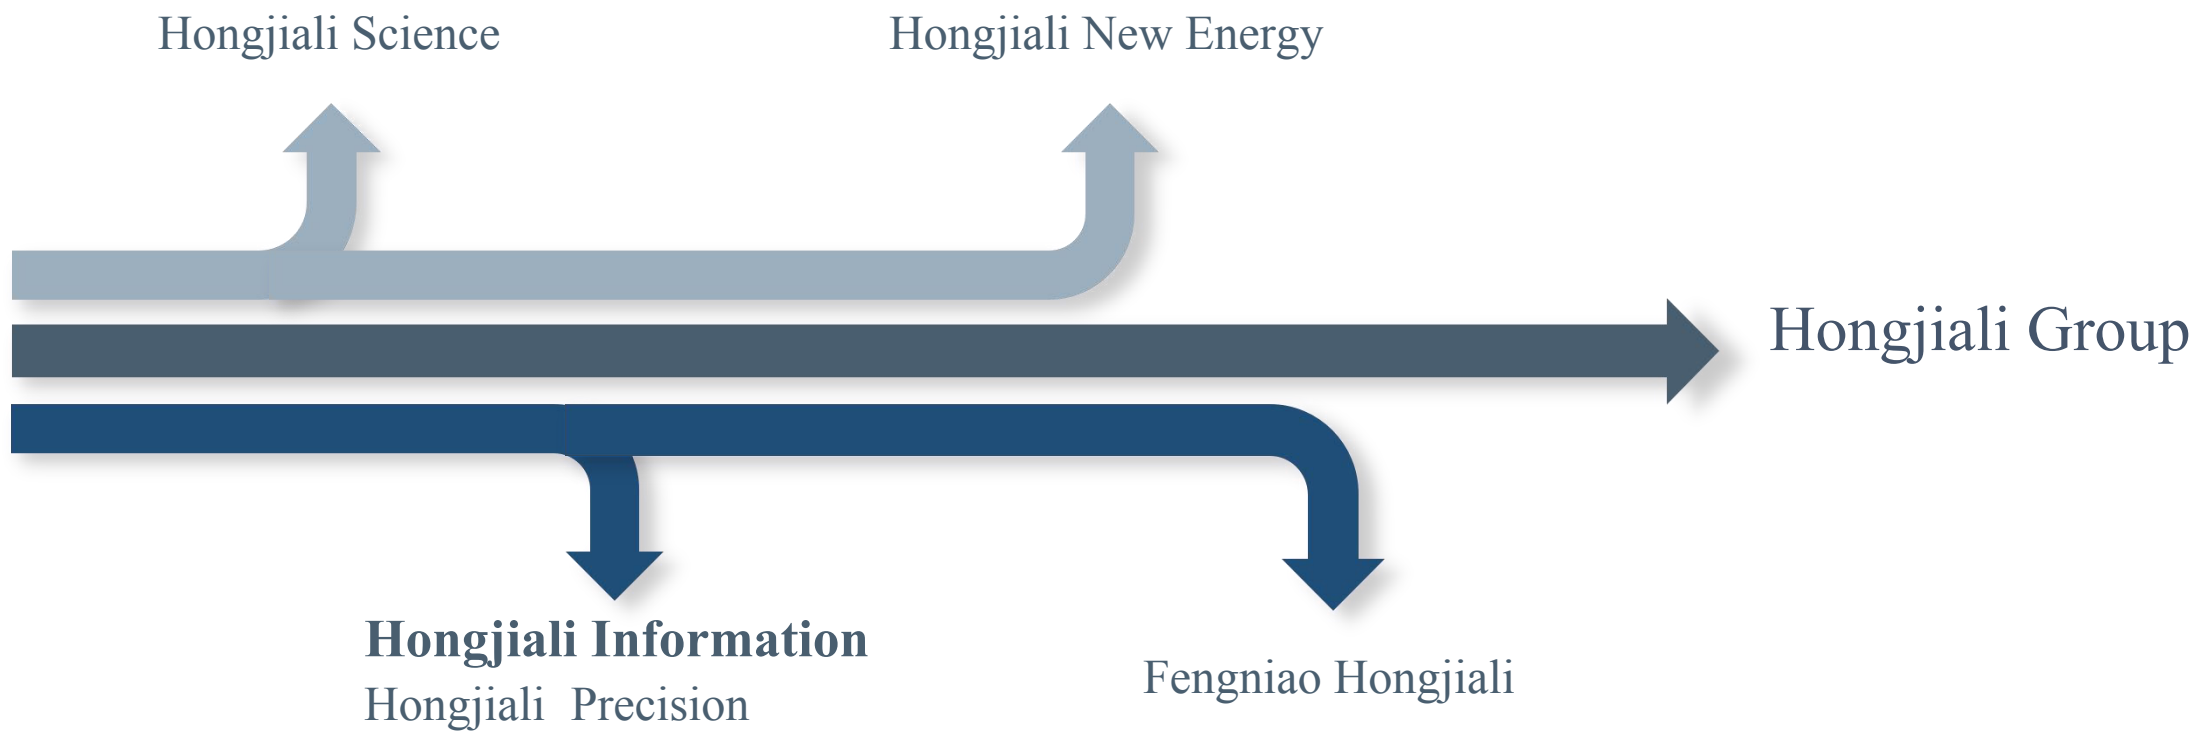 Hongjiali Science
Hongjiali New Energy
Hongjiali Group
Hongjiali Information
Hongjiali Precision
Fengniao Hongjiali